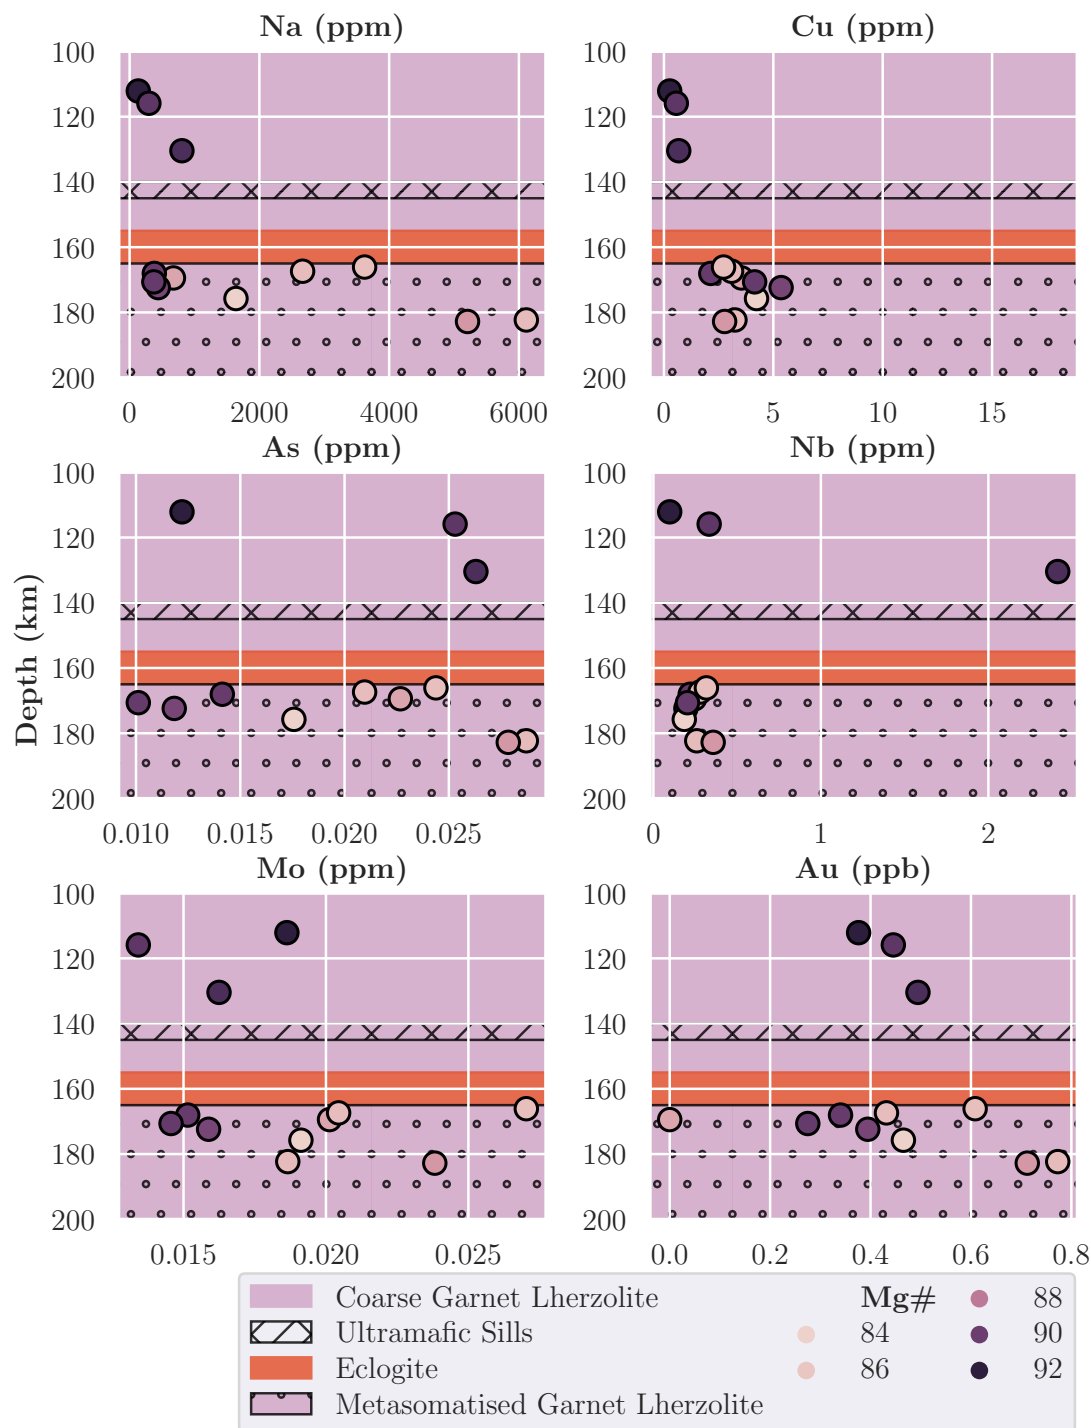 Na (ppm)
Cu (ppm)
100
120
140
160
180
200
0 2000 4000 6000
100
120
140
160
180
200
0 5 10 15
As (ppm)
Nb (ppm)
Depth (km)
100
120
140
160
180
200
0.010 0.015 0.020 0.025
100
120
140
160
180
200
0 1 2
Mo (ppm)
Au (ppb)
100
120
140
160
180
200
0.015 0.020 0.025
100
120
140
160
180
200
0.0 0.2 0.4 0.6 0.8
Coarse Garnet Lherzolite
Ultramafic Sills
Eclogite
Metasomatised Garnet Lherzolite
Mg#
84
86
88
90
92